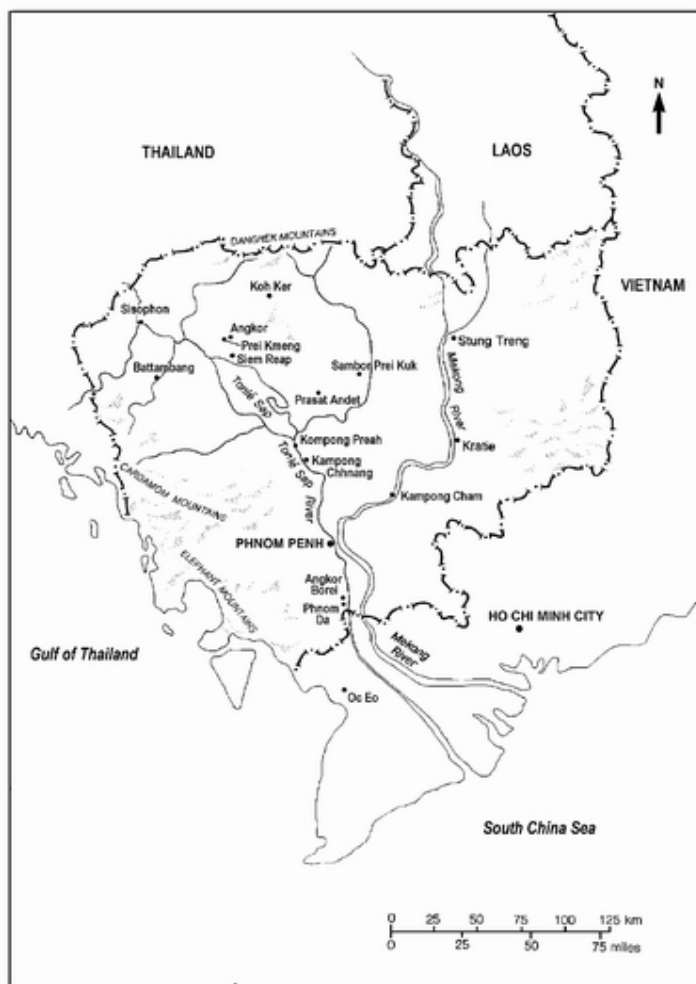 N
THAILAND
LAOS
DANGREK MOUNTAINS
VIETNAM
Koh Ker
Sisophon
Angkor
Prei Kmeng
Siem Reap
Stung Treng
Battambang
Sambor Prei Kuk
Mekong
River
Tonlé Sap
Prasat Andet
Kompong Preah
Kratie
Kampong
Chhnang
Tonlé Sap
River
CARDAMOM MOUNTAINS
Kampong Cham
PHNOM PENH
ELEPHANT MOUNTAINS
Angkor
Borei
Phnom
Da
HO CHI MINH CITY
Mekong
River
Gulf of Thailand
Oc Eo
South China Sea
0 25 50 75 100 125 km
0 25 50 75 miles